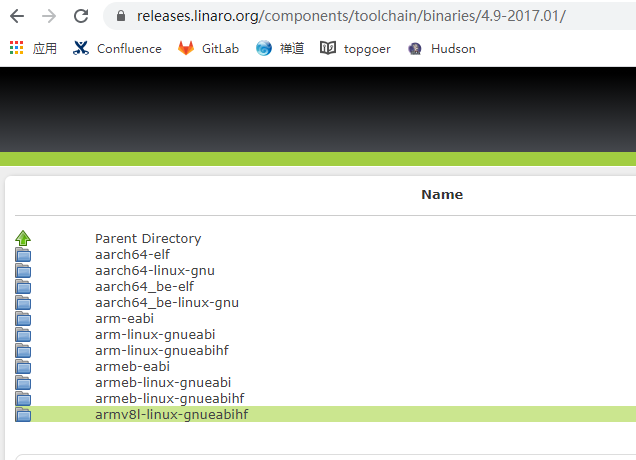 releases.linaro.org/components/toolchain/binaries/4.9-2017.01/
应用 Confluence GitLab 禅道 topgoer Hudson
Name
Parent Directory
aarch64-elf
aarch64-linux-gnu
aarch64_be-elf
aarch64_be-linux-gnu
arm-eabi
arm-linux-gnueabi
arm-linux-gnueabihf
armeb-eabi
armeb-linux-gnueabi
armeb-linux-gnueabihf
armv8l-linux-gnueabihf